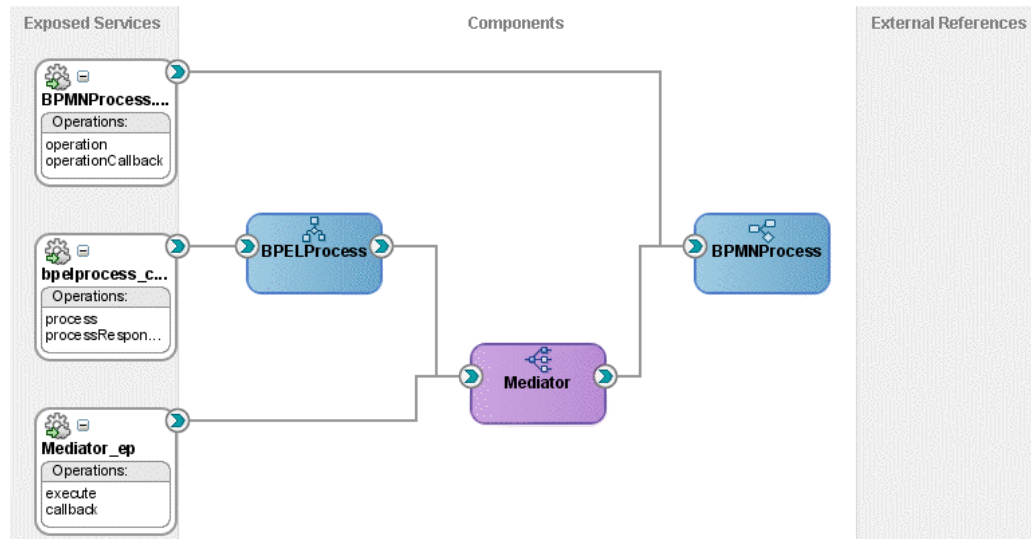 Exposed Services
Components
External References
BPMNProcess....
Operations:
operation
operationCallback
BPELProcess
BPMNProcess
bpelprocess_c...
Operations:
process
processRespon...
Mediator
Mediator_ep
Operations:
execute
callback